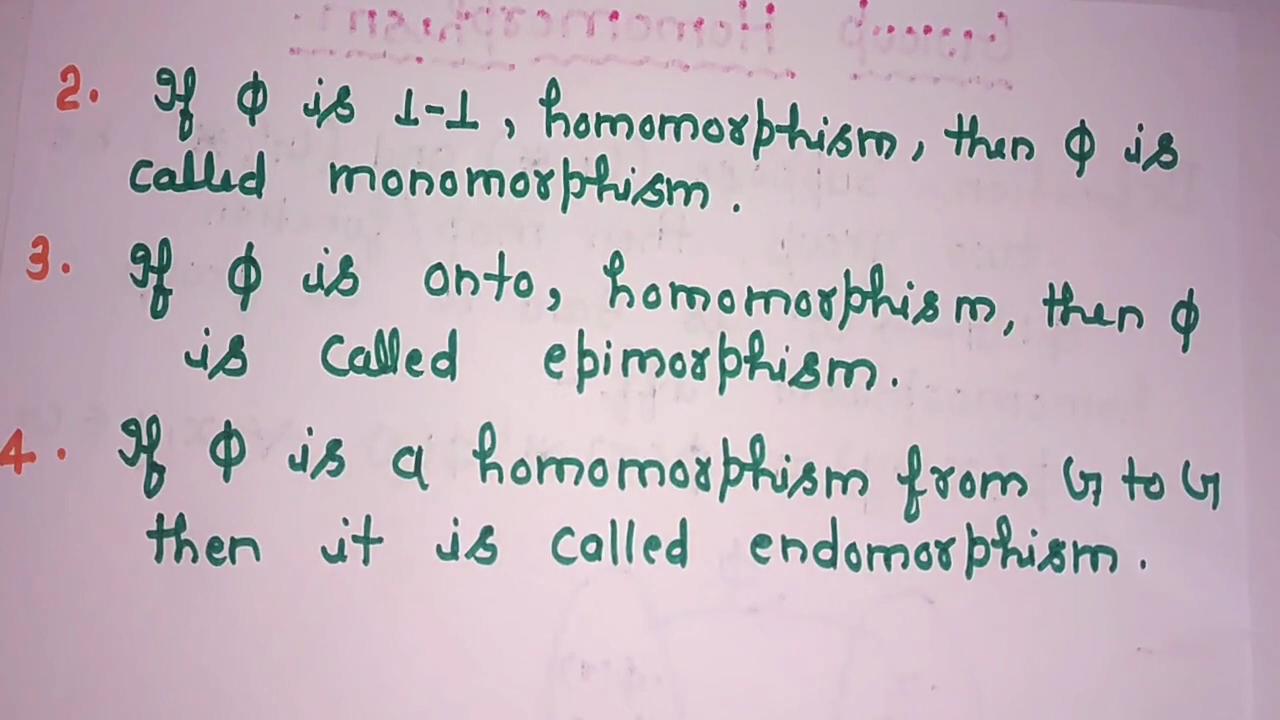 2. If ϕ is 1-1, homomorphism, then ϕ is
called monomorphism.
3. If ϕ is onto, homomorphism, then ϕ
is called epimorphism.
4. If ϕ is a homomorphism from G to G
then it is called endomorphism.